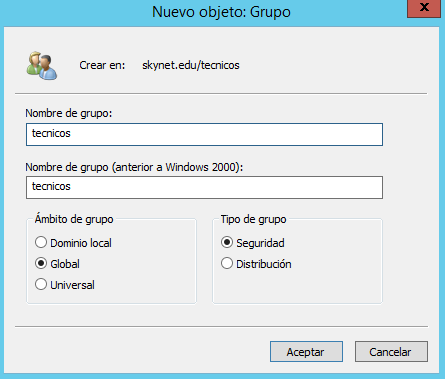 Nuevo objeto: Grupo
x
Crear en: skynet.edu/tecnicos
Nombre de grupo:
tecnicos
Nombre de grupo (anterior a Windows 2000):
tecnicos
Ámbito de grupo
Dominio local
Global
Universal
Tipo de grupo
Seguridad
Distribución
Aceptar
Cancelar